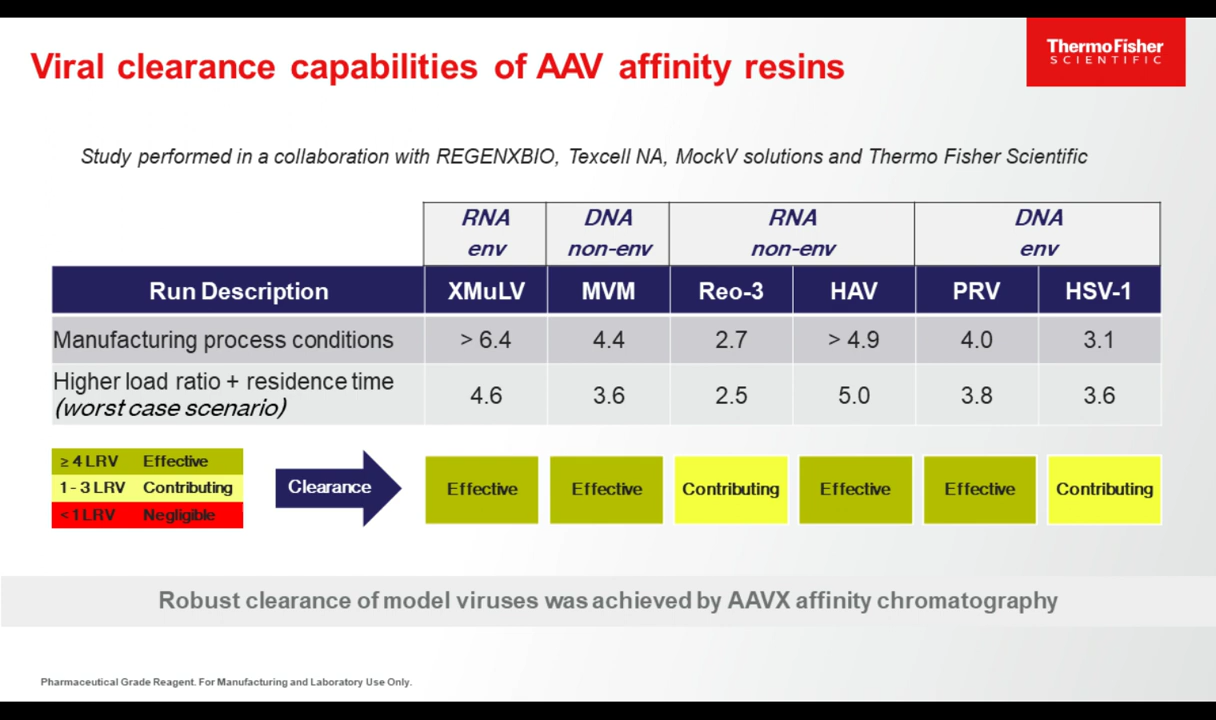 Viral clearance capabilities of AAV affinity resins
ThermoFisher
SCIENTIFIC
Study performed in a collaboration with REGENXBIO, Texcell NA, MockV solutions and Thermo Fisher Scientific
RNA DNA RNA DNA
env non-env non-env env
Run Description XMuLV MVM Reo-3 HAV PRV HSV-1
Manufacturing process conditions > 6.4 4.4 2.7 > 4.9 4.0 3.1
Higher load ratio + residence time
(worst case scenario) 4.6 3.6 2.5 5.0 3.8 3.6
≥ 4 LRV Effective
1 - 3 LRV Contributing
< 1 LRV Negligible
Clearance Effective Effective Contributing Effective Effective Contributing
Robust clearance of model viruses was achieved by AAVX affinity chromatography
Pharmaceutical Grade Reagent. For Manufacturing and Laboratory Use Only.